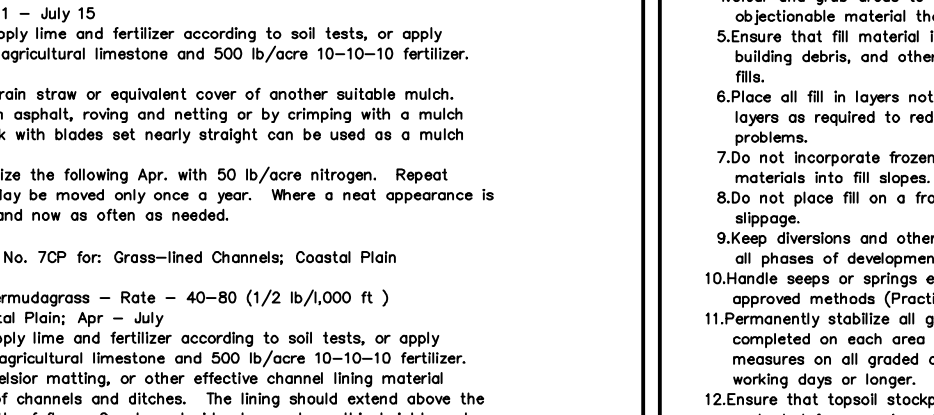 1 – July 15
apply lime and fertilizer according to soil tests, or apply
agricultural limestone and 500 lb/acre 10–10–10 fertilizer.
grain straw or equivalent cover of another suitable mulch.
asphalt, roving and netting or by crimping with a mulch
with blades set nearly straight can be used as a mulch
the following Apr. with 50 lb/acre nitrogen. Repeat
May be moved only once a year. Where a neat appearance is
and now as often as needed.
No. 7CP for: Grass–lined Channels; Coastal Plain
ermudagrass – Rate – 40–80 (1/2 lb/1,000 ft )
tal Plain; Apr – July
pply lime and fertilizer according to soil tests, or apply
agricultural limestone and 500 lb/acre 10–10–10 fertilizer.
elsior matting, or other effective channel lining material
of channels and ditches. The lining should extend above the
areas to
objectionable material
5.Ensure that fill material
building debris, and other
fills.
6.Place all fill in layers not
layers as required to red
problems.
7.Do not incorporate frozen
materials into fill slopes.
8.Do not place fill on a fro
slippage.
9.Keep diversions and other
all phases of developmen
10.Handle seeps or springs
approved methods (Practi
11.Permanently stabilize all
completed on each area
measures on all graded
working days or longer.
12.Ensure that topsoil stockp